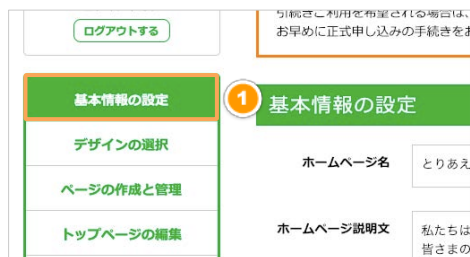 引続きご利用を希望される場合は、
お早めに正式申し込みの手続きをお
ログアウトする
基本情報の設定
デザインの選択
ページの作成と管理
トップページの編集
1
基本情報の設定
ホームページ名
とりあえ
ホームページ説明文
私たちは
皆さまの